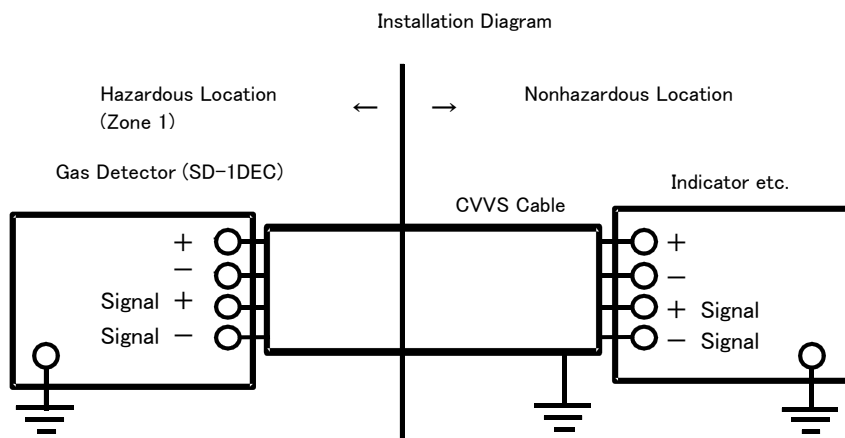 Installation Diagram
Hazardous Location
(Zone 1)
← →
Nonhazardous Location
Gas Detector (SD-1DEC)
CVVS Cable
Indicator etc.
+
−
Signal +
Signal −
+
−
+ Signal
− Signal